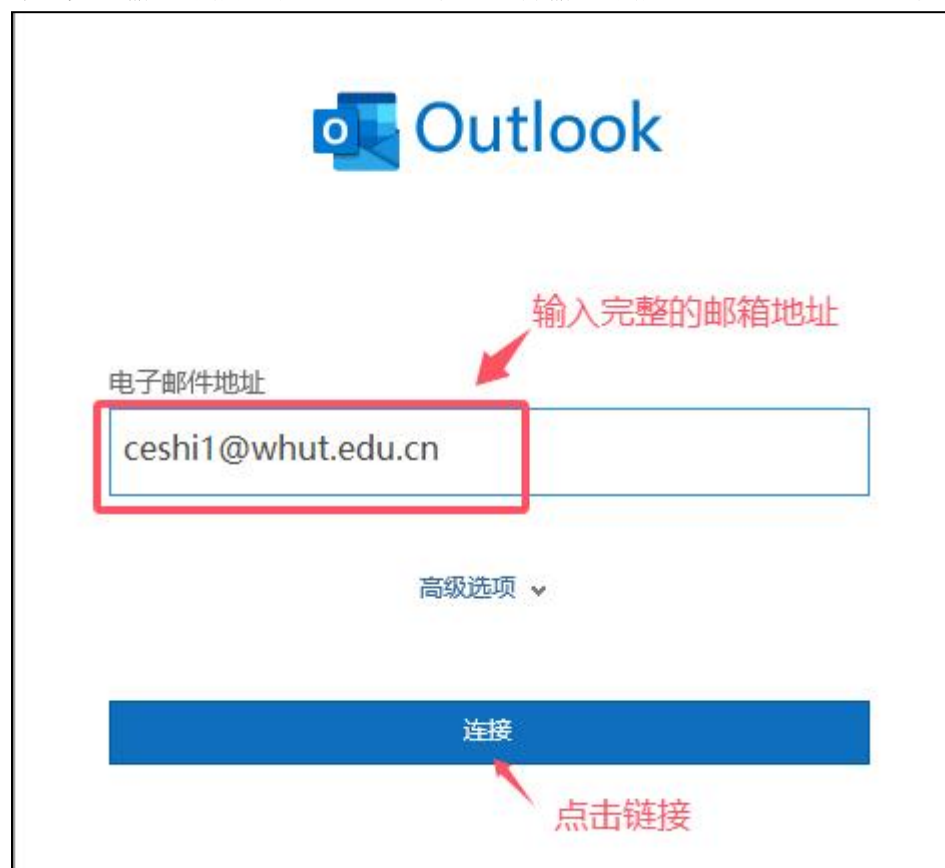 Outlook
输入完整的邮箱地址
电子邮件地址
ceshi1@whut.edu.cn
高级选项
连接
点击链接